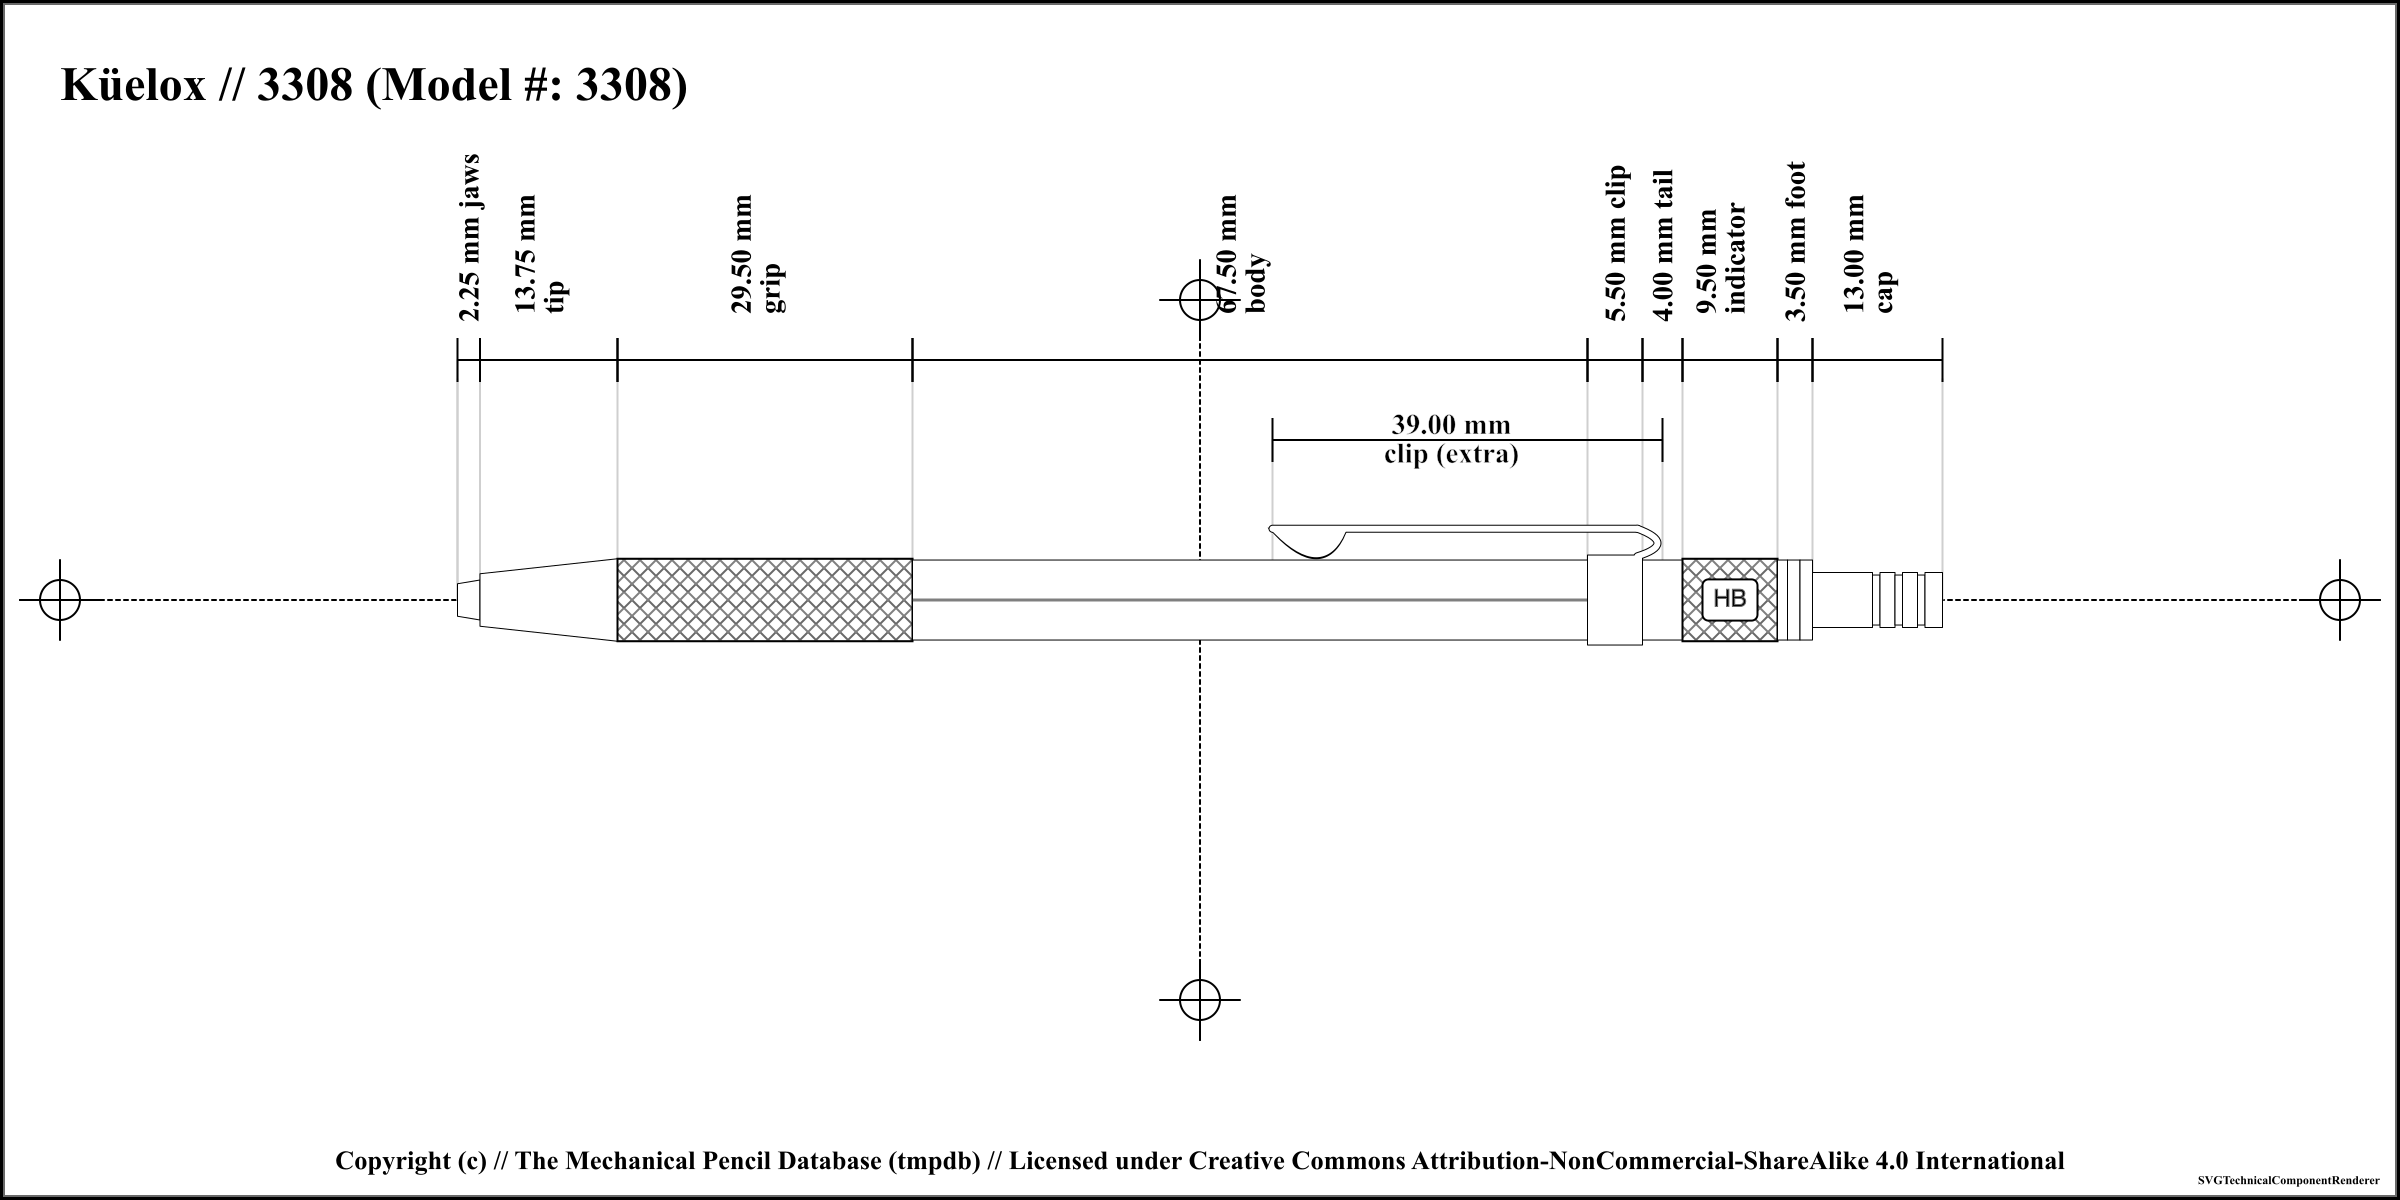 Küelox // 3308 (Model #: 3308)
2.25 mm jaws
13.75 mm
tip
29.50 mm
grip
67.50 mm
body
5.50 mm clip
4.00 mm tail
9.50 mm
indicator
3.50 mm foot
13.00 mm
cap
39.00 mm
clip (extra)
HB
Copyright (c) // The Mechanical Pencil Database (tmpdb) // Licensed under Creative Commons Attribution-NonCommercial-ShareAlike 4.0 International
SVGTechnicalComponentRenderer